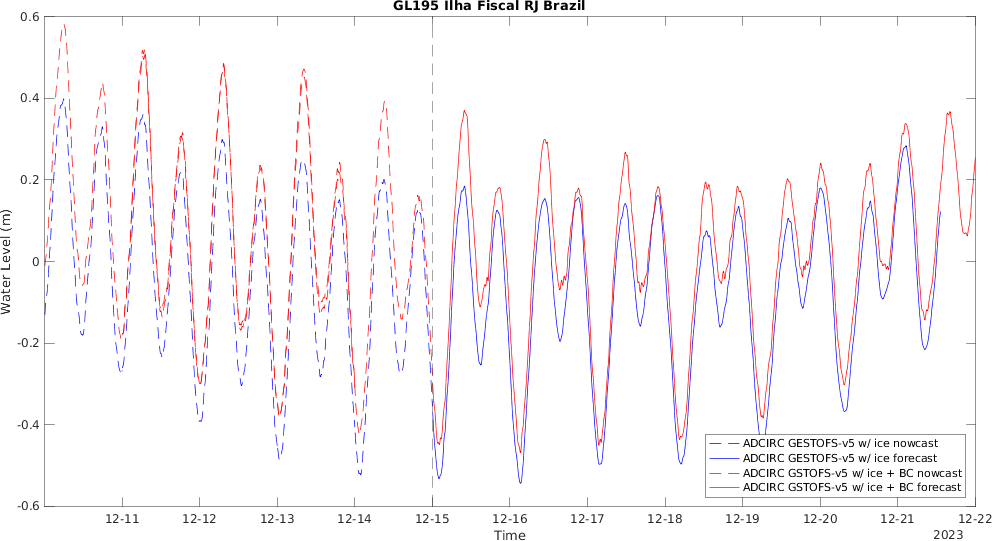 GL195 Ilha Fiscal RJ Brazil
0.6
0.4
0.2
0
-0.2
-0.4
-0.6
Water Level (m)
12-11
12-12
12-13
12-14
12-15
12-16
12-17
12-18
12-19
12-20
12-21
12-22
Time
2023
ADCIRC GESTOFS-v5 w/ ice nowcast
ADCIRC GESTOFS-v5 w/ ice forecast
ADCIRC GSTOFS-v5 w/ ice + BC nowcast
ADCIRC GSTOFS-v5 w/ ice + BC forecast